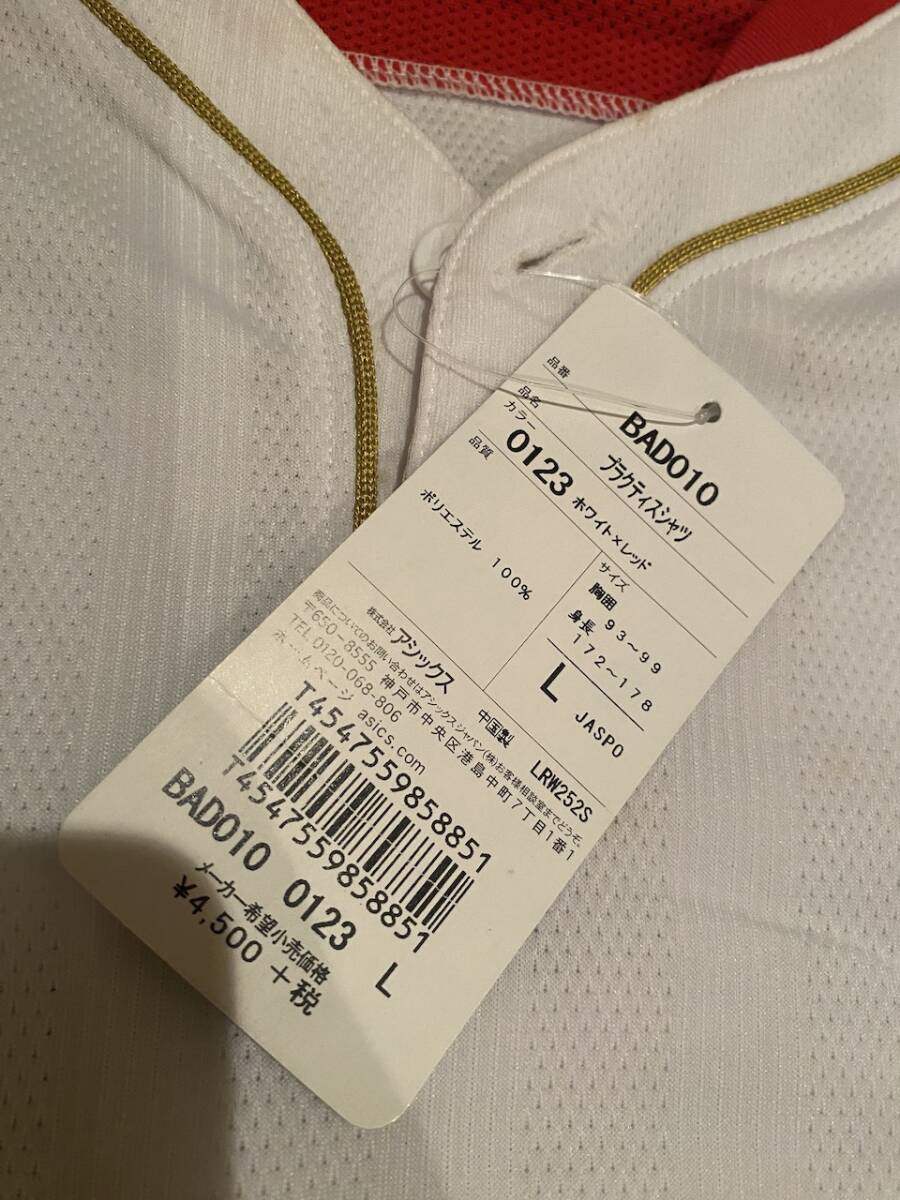 品番
BAD010
品名
プラクティスシャツ
カラー
0123 ホワイト×レッド
品質
ポリエステル 100%
サイズ
胸囲 93~99
身長 172~178
L JASPO
株式会社アシックス 中国製 LRW252S
商品についてのお問い合わせはアシックスジャパン(株)お客様相談室までどうぞ。
〒650-8555 神戸市中央区港島中町7丁目1番1
TEL 0120-068-806
ページ asics.com
T4547559858851
T4547559858851
BAD010 0123 L
メーカー希望小売価格
¥4,500 +税